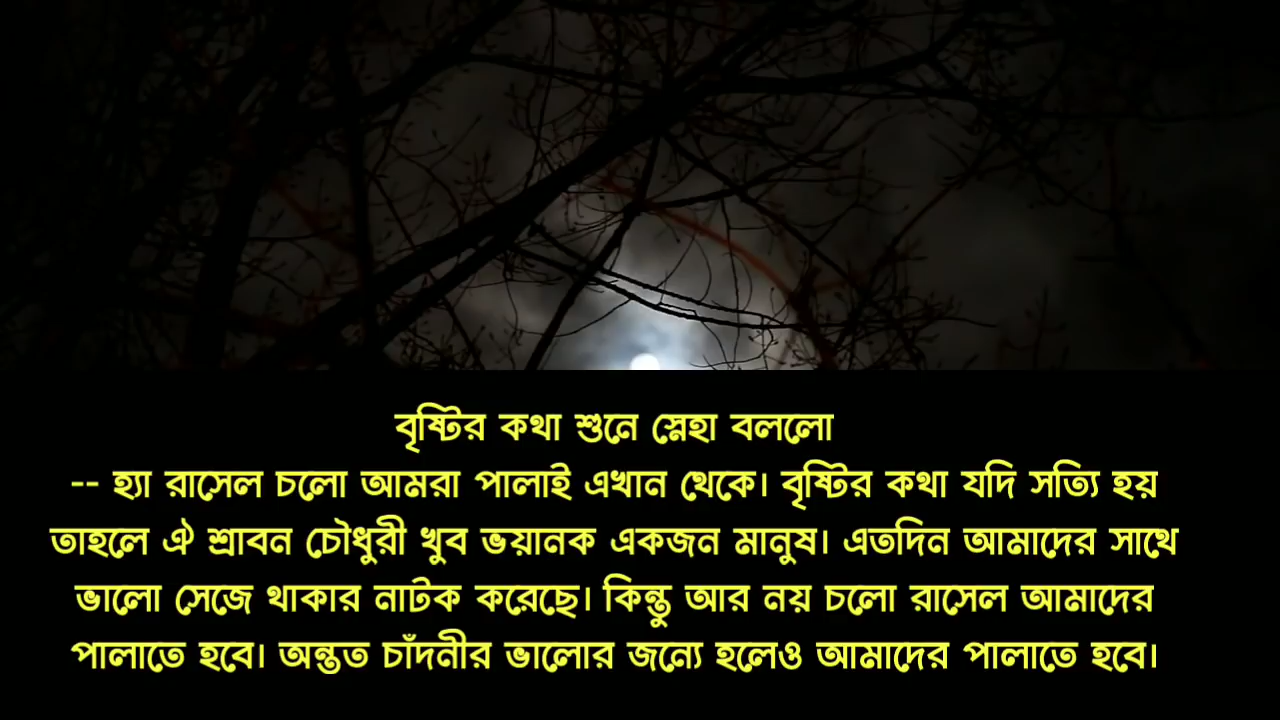 বৃষ্টির কথা শুনে স্নেহা বললো
-- হ্যা রাসেল চলো আমরা পালাই এখান থেকে। বৃষ্টির কথা যদি সত্যি হয়
তাহলে ঐ শ্রাবন চৌধুরী খুব ভয়ানক একজন মানুষ। এতদিন আমাদের সাথে
ভালো সেজে থাকার নাটক করেছে। কিন্তু আর নয় চলো রাসেল আমাদের
পালাতে হবে। অন্তত চাঁদনীর ভালোর জন্যে হলেও আমাদের পালাতে হবে।